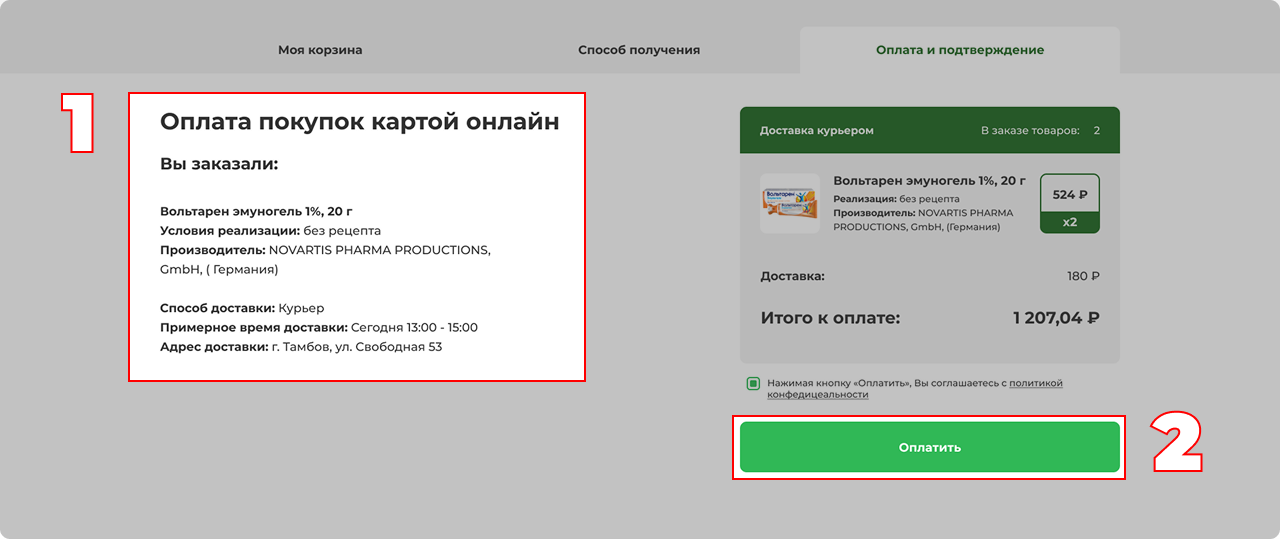 Моя корзина
Способ получения
Оплата и подтверждение
1
Оплата покупок картой онлайн
Вы заказали:
Вольтарен эмуногель 1%, 20 г
Условия реализации: без рецепта
Производитель: NOVARTIS PHARMA PRODUCTIONS,
GmbH, ( Германия)
Способ доставки: Курьер
Примерное время доставки: Сегодня 13:00 - 15:00
Адрес доставки: г. Тамбов, ул. Свободная 53
Доставка курьером
В заказе товаров: 2
Вольтарен
Вольтарен
Вольтарен эмуногель 1%, 20 г
Реализация: без рецепта
Производитель: NOVARTIS PHARMA
PRODUCTIONS, GmbH, (Германия)
524 ₽
x2
Доставка:
180 ₽
Итого к оплате:
1 207,04 ₽
Нажимая кнопку «Оплатить», Вы соглашаетесь с политикой
конфедицеальности
Оплатить
2